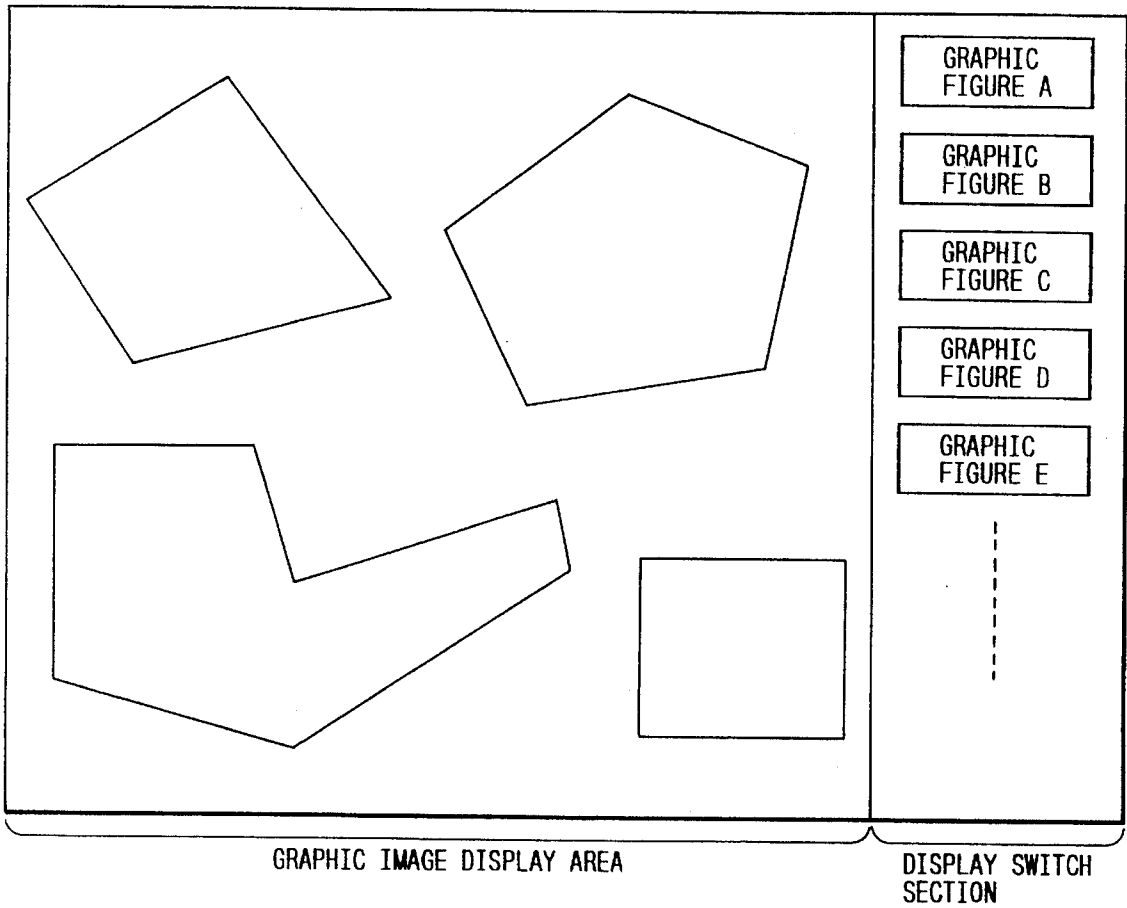 GRAPHIC
FIGURE A
GRAPHIC
FIGURE B
GRAPHIC
FIGURE C
GRAPHIC
FIGURE D
GRAPHIC
FIGURE E
GRAPHIC IMAGE DISPLAY AREA
DISPLAY SWITCH
SECTION